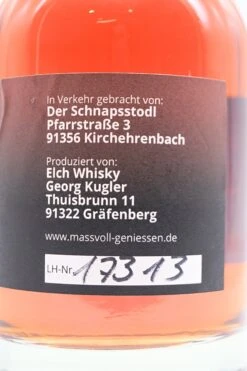 In Verkehr gebracht von:
Der Schnapsstodl
Pfarrstraße 3
91356 Kirchehrenbach
Produziert von:
Elch Whisky
Georg Kugler
Thuisbrunn 11
91322 Gräfenberg
www.massvoll-geniessen.de
LH-Nr. 17313